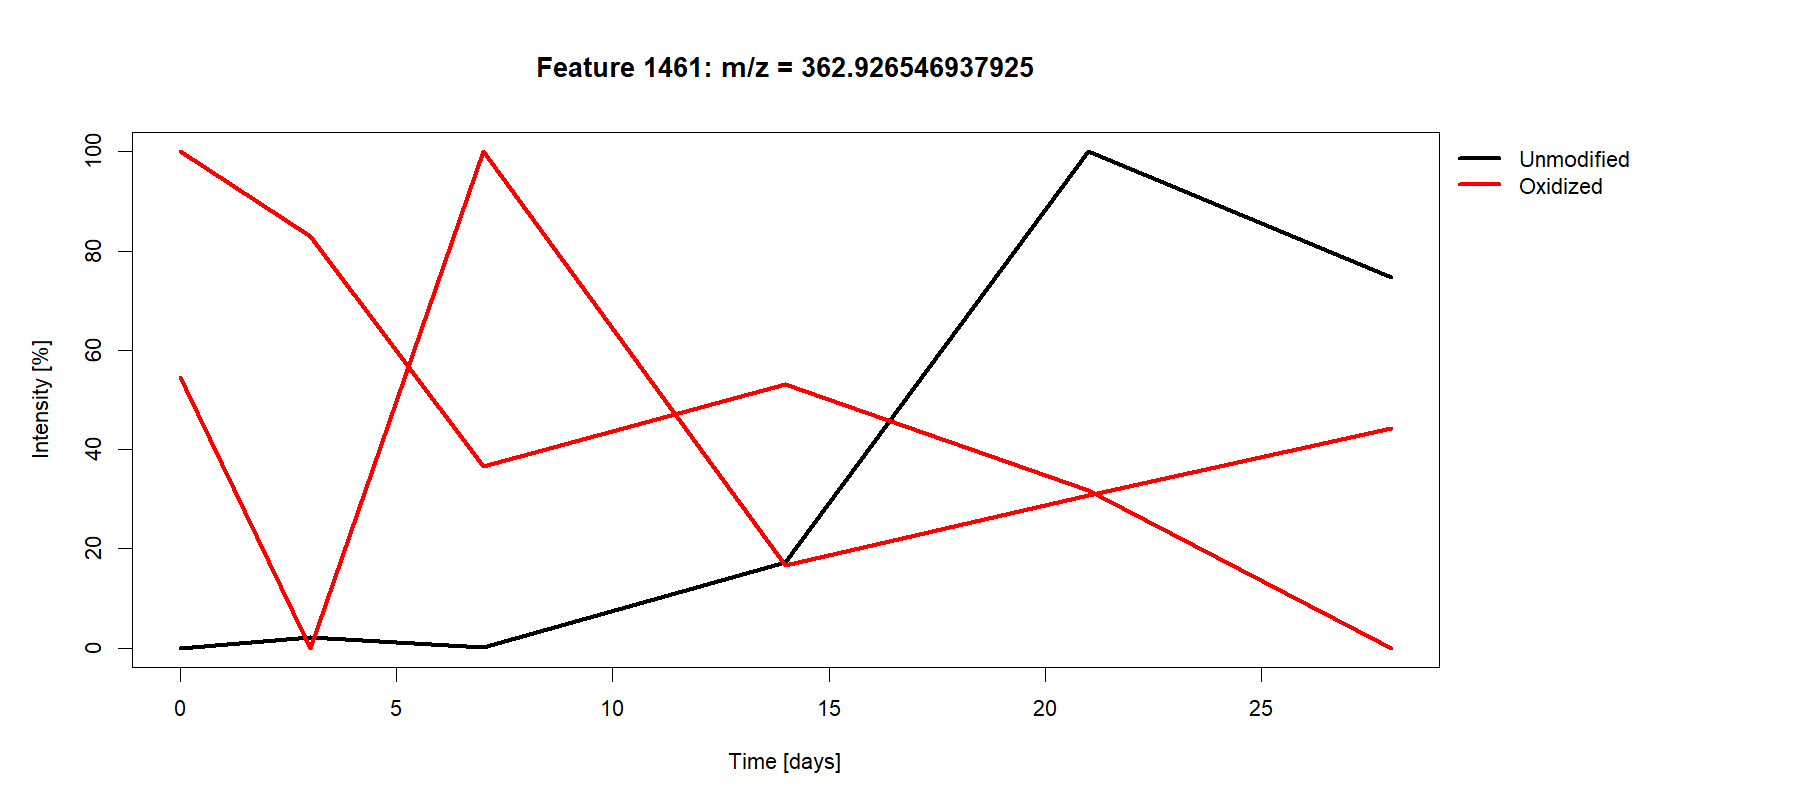 Feature 1461: m/z = 362.926546937925
Unmodified
Oxidized
Intensity [%]
100
80
60
40
20
0
0 5 10 15 20 25
Time [days]